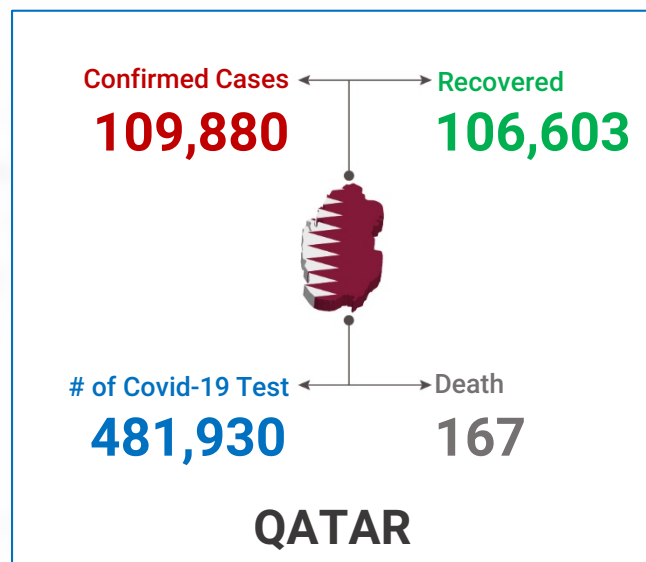 Confirmed Cases
109,880
Recovered
106,603
# of Covid-19 Test
481,930
Death
167
QATAR